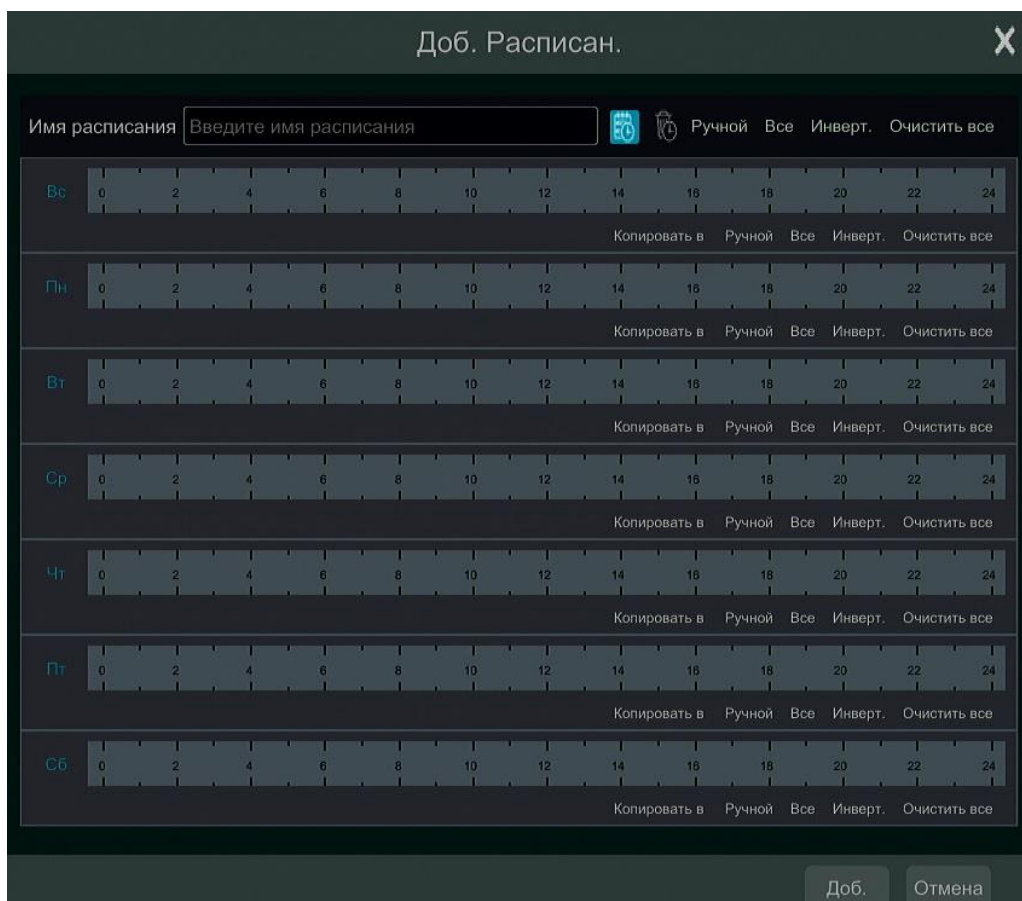 Доб. Расписан. X
Имя расписания Введите имя расписания Ручной Все Инверт. Очистить все
Вс 0 2 4 6 8 10 12 14 16 18 20 22 24
Копировать в Ручной Все Инверт. Очистить все
Пн 0 2 4 6 8 10 12 14 16 18 20 22 24
Копировать в Ручной Все Инверт. Очистить все
Вт 0 2 4 6 8 10 12 14 16 18 20 22 24
Копировать в Ручной Все Инверт. Очистить все
Ср 0 2 4 6 8 10 12 14 16 18 20 22 24
Копировать в Ручной Все Инверт. Очистить все
Чт 0 2 4 6 8 10 12 14 16 18 20 22 24
Копировать в Ручной Все Инверт. Очистить все
Пт 0 2 4 6 8 10 12 14 16 18 20 22 24
Копировать в Ручной Все Инверт. Очистить все
Сб 0 2 4 6 8 10 12 14 16 18 20 22 24
Копировать в Ручной Все Инверт. Очистить все
Доб. Отмена